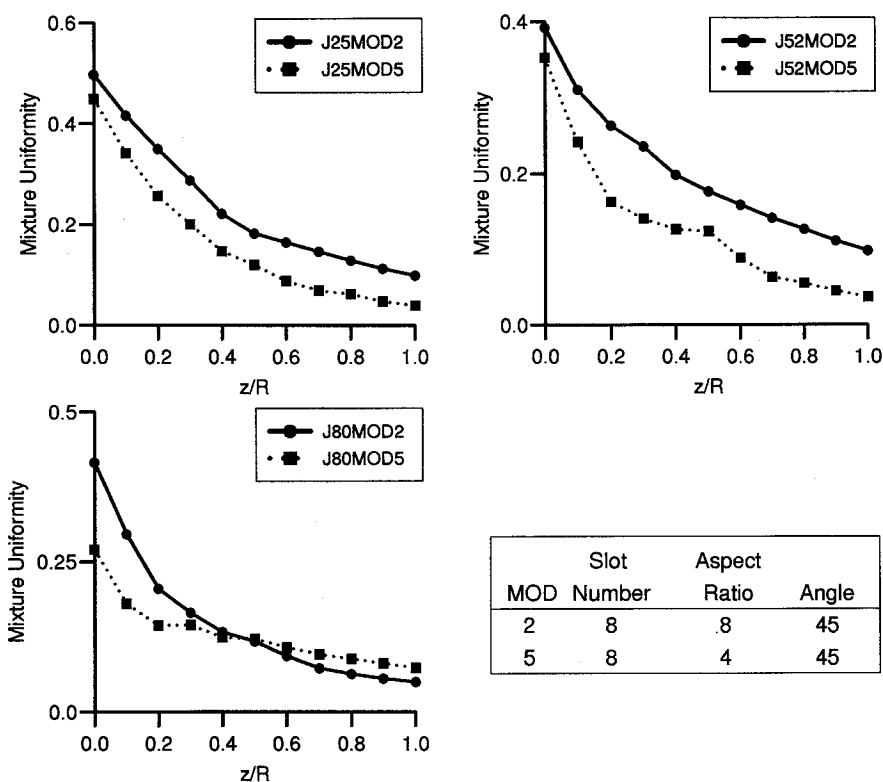 0.6
0.4
0.2
0.0
Mixture Uniformity
J25MOD2
J25MOD5
0.0 0.2 0.4 0.6 0.8 1.0
z/R
0.4
0.2
0.0
Mixture Uniformity
J52MOD2
J52MOD5
0.0 0.2 0.4 0.6 0.8 1.0
z/R
0.5
0.25
0.0
Mixture Uniformity
J80MOD2
J80MOD5
0.0 0.2 0.4 0.6 0.8 1.0
z/R
Slot Aspect
MOD Number Ratio Angle
2 8 8 45
5 8 4 45